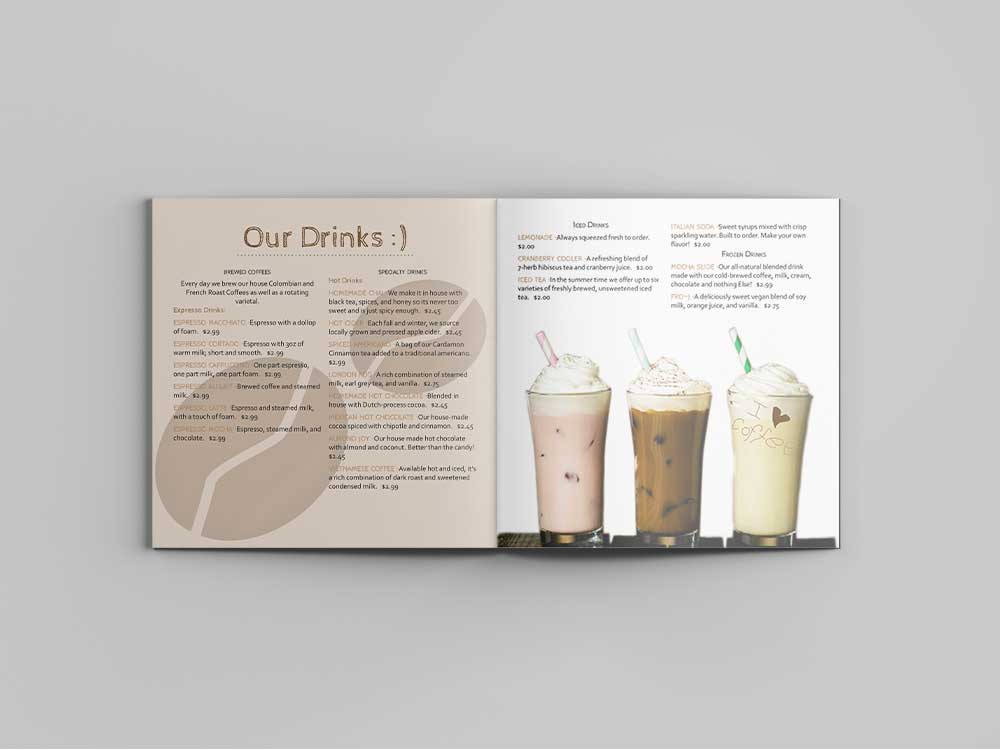 Our Drinks :)
BREWED COFFEES
Every day we brew our house Colombian and
French Roast Coffees as well as a rotating
varietal.
Expresso Drinks:
ESPRESSO MACCHIATO Espresso with a dollop
of foam. $2.99
ESPRESSO CORTADO Espresso with 3oz of
warm milk; short and smooth. $2.99
ESPRESSO CAPPUCCINO One part espresso,
one part milk, one part foam. $2.99
ESPRESSO AU LAIT Brewed coffee and steamed
milk. $2.99
ESPRESSO LATTE Espresso and steamed milk,
with a touch of foam. $2.99
ESPRESSO MOCHA Espresso, steamed milk, and
chocolate. $2.99
SPECIALTY DRINKS
Hot Drinks:
HOMEMADE CHAI We make it in house with
black tea, spices, and honey so its never too
sweet and is just spicy enough. $2.45
HOT CIDER Each fall and winter, we source
locally grown and pressed apple cider. $2.45
SPICED AMERICANO A bag of our Cardamon
Cinnamon tea added to a traditional americano.
$2.99
LONDON FOG A rich combination of steamed
milk, earl grey tea, and vanilla. $2.75
HOMEMADE HOT CHOCOLATE Blended in
house with Dutch-process cocoa. $2.45
MEXICAN HOT CHOCOLATE Our house-made
cocoa spiced with chipotle and cinnamon. $2.45
ALMOND JOY Our house made hot chocolate
with almond and coconut. Better than the candy!
$2.45
VIETNAMESE COFFEE Available hot and iced, it's
a rich combination of dark roast and sweetened
condensed milk. $2.99
ICED DRINKS
LEMONADE -Always squeezed fresh to order.
$2.00
CRANBERRY COOLER -A refreshing blend of
7-herb hibiscus tea and cranberry juice. $2.00
ICED TEA -In the summer time we offer up to six
varieties of freshly brewed, unsweetened iced
tea. $2.00
ITALIAN SODA -Sweet syrups mixed with crisp
sparkling water. Built to order. Make your own
flavor! $2.00
FROZEN DRINKS
MOCHA SLIDE -Our all-natural blended drink
made with our cold-brewed coffee, milk, cream,
chocolate and nothing Else! $2.99
FRO-J -A deliciously sweet vegan blend of soy
milk, orange juice, and vanilla. $2.75
I
coffee